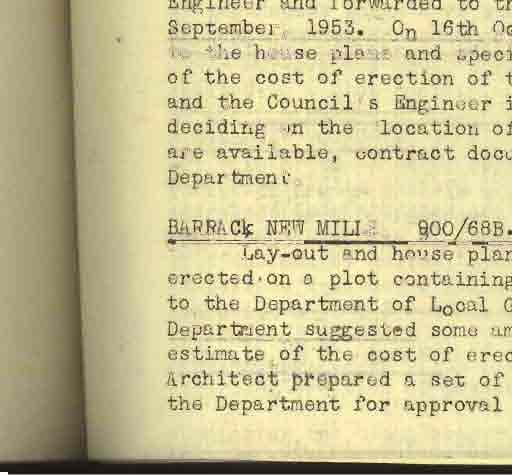 Engineer and forwarded to th
September, 1953. On 16th Oc
to the house plans and speci
of the cost of erection of t
and the Council's Engineer i
deciding on the location of
are available, contract docu
Department.
BARRACK NEW MILL 900/68B.
Lay-out and house plan
erected on a plot containing
to the Department of Local G
Department suggested some am
estimate of the cost of erec
Architect prepared a set of
the Department for approval